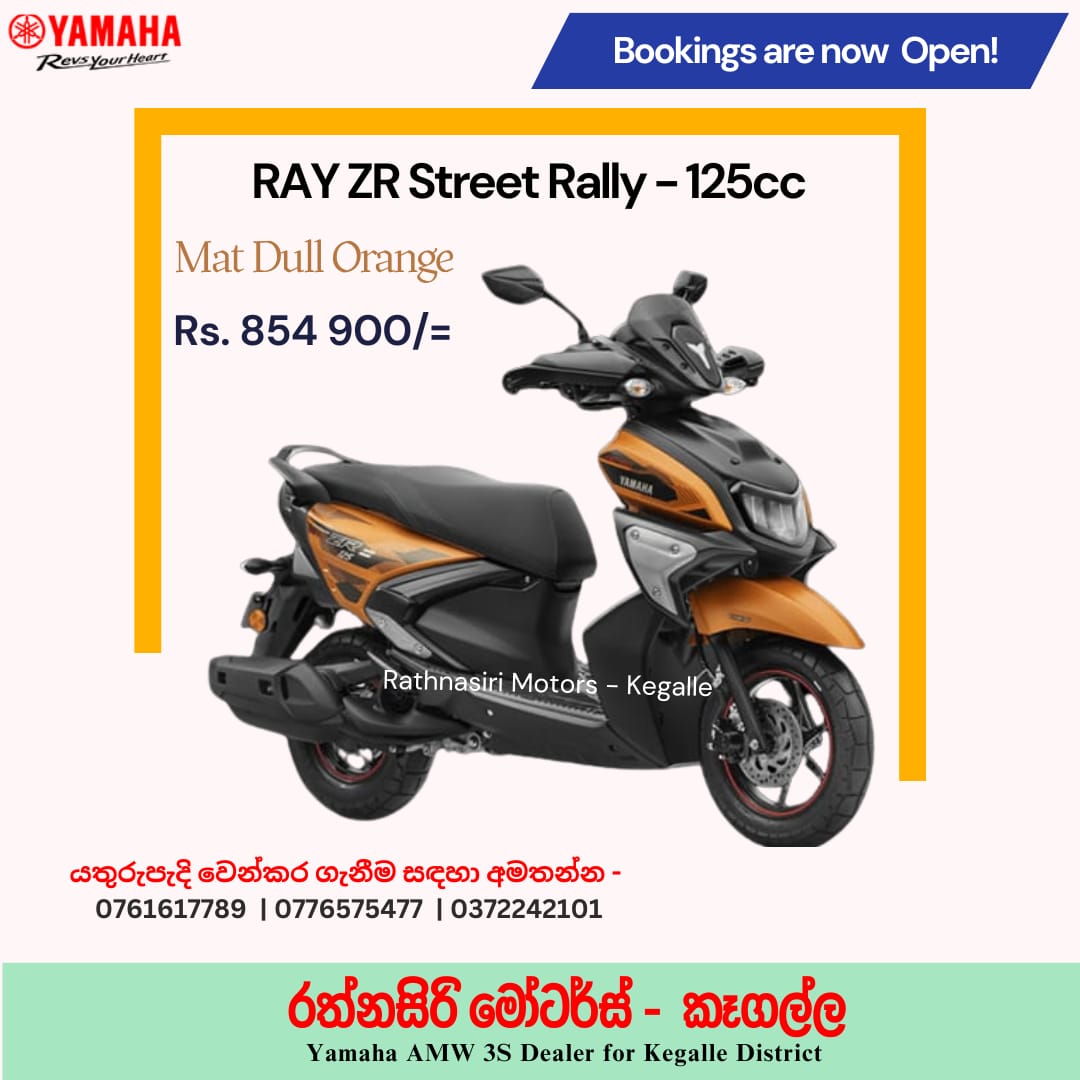 YAMAHA
Revs Your Heart
Bookings are now Open!
RAY ZR Street Rally – 125cc
Mat Dull Orange
Rs. 854 900/=
YAMAHA
ZR
Rathnasiri Motors - Kegalle
යතුරුපැදි වෙන්කර ගැනීම සඳහා අමතන්න -
0761617789 | 0776575477 | 0372242101
රත්නසිරි මෝටර්ස් - කෑගල්ල
Yamaha AMW 3S Dealer for Kegalle District